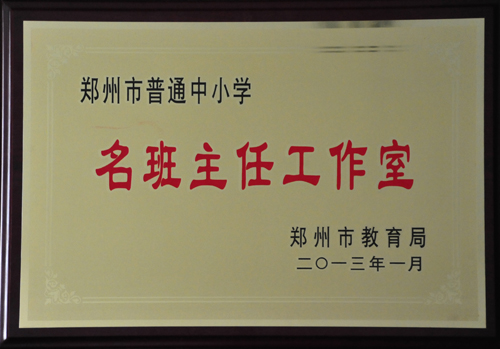 郑州市普通中小学
名班主任工作室
郑州市教育局
二〇一三年一月